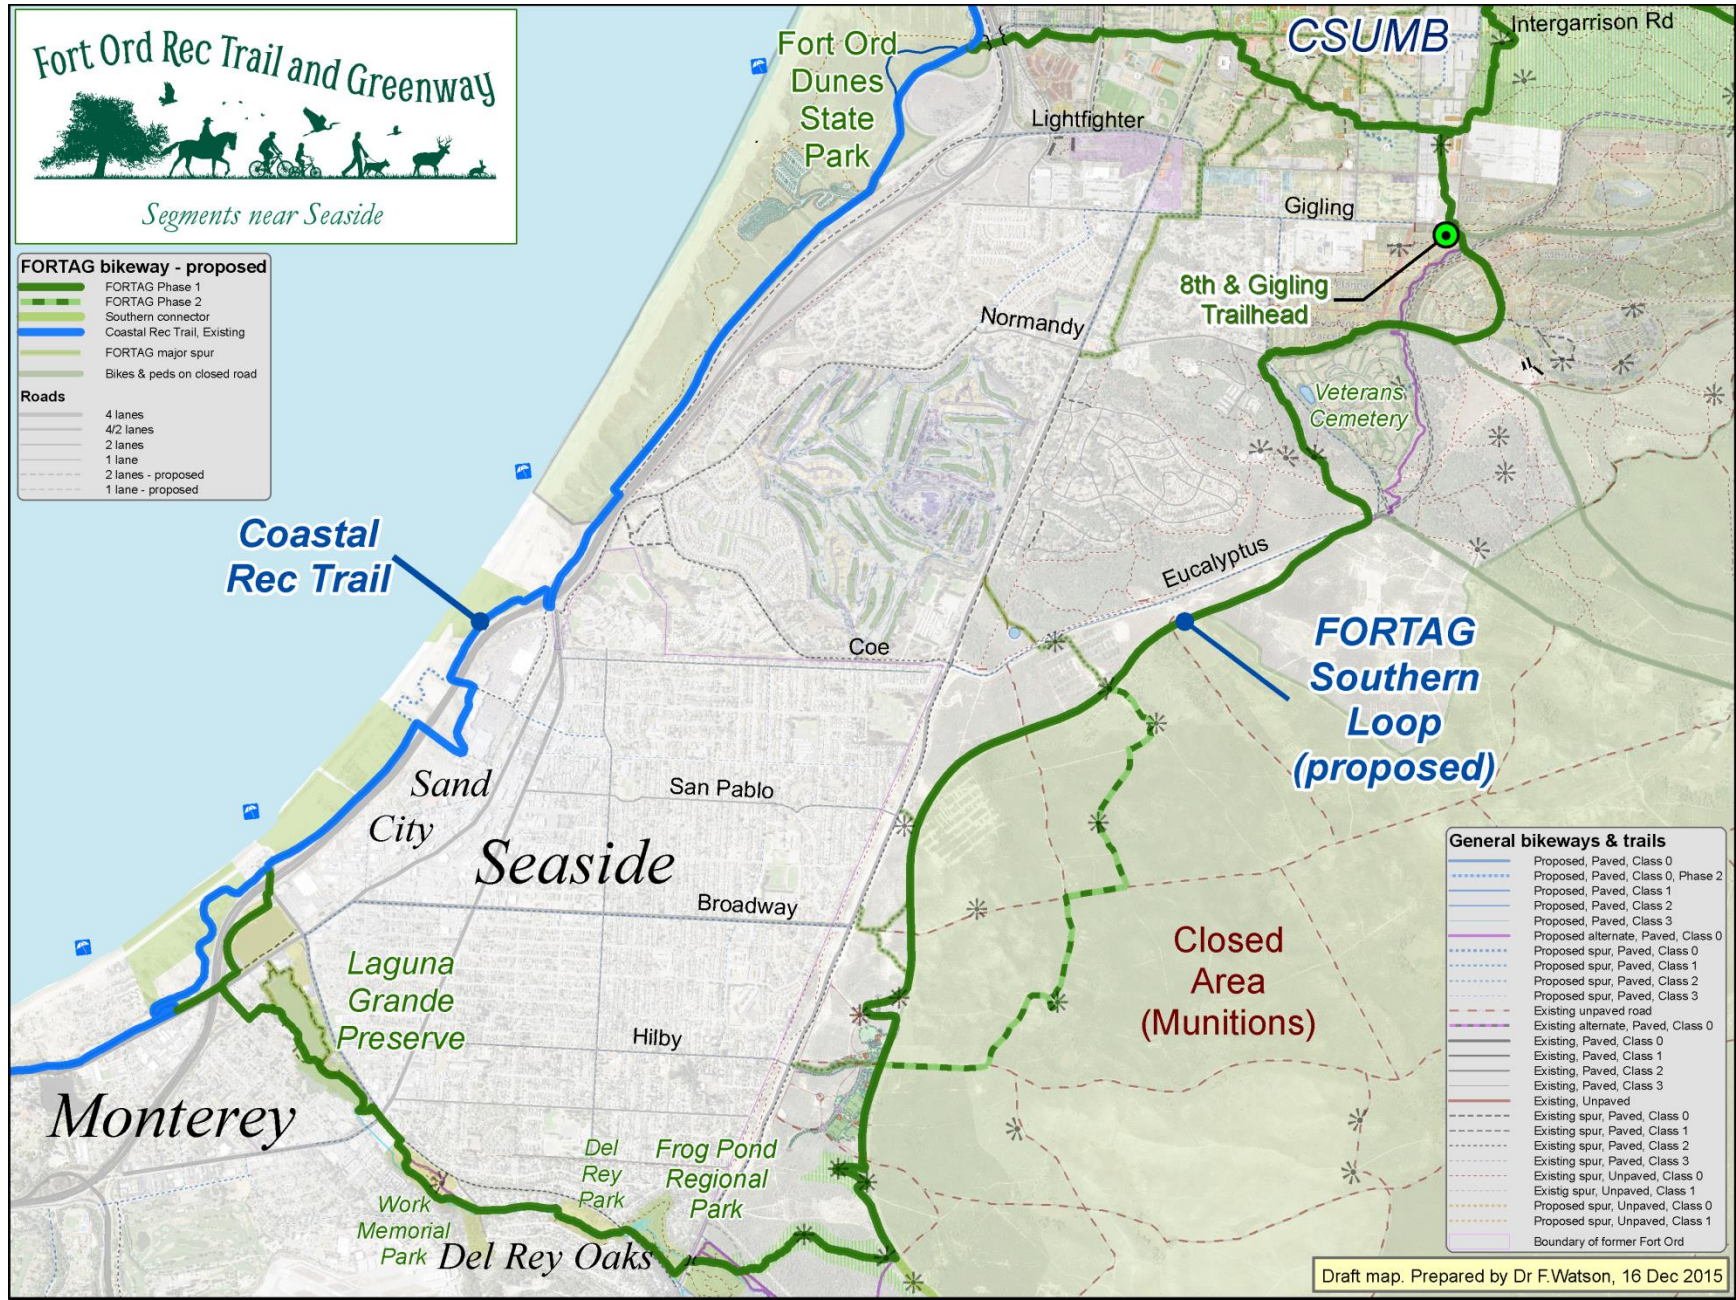 Fort Ord Rec Trail and Greenway
Segments near Seaside
FORTAG bikeway - proposed
FORTAG Phase 1
FORTAG Phase 2
Southern connector
Coastal Rec Trail, Existing
FORTAG major spur
Bikes & peds on closed road
Roads
4 lanes
4/2 lanes
2 lanes
1 lane
2 lanes - proposed
1 lane - proposed
Fort Ord
Dunes
State
Park
CSUMB
Intergarrison Rd
Lightfighter
Gigling
8th & Gigling
Trailhead
Normandy
Veterans
Cemetery
Coastal
Rec Trail
Eucalyptus
Coe
FORTAG
Southern
Loop
(proposed)
Sand
City
San Pablo
Seaside
Broadway
Laguna
Grande
Preserve
Closed
Area
(Munitions)
Hilby
Monterey
Del
Rey
Park
Frog Pond
Regional
Park
Work
Memorial
Park
Del Rey Oaks
General bikeways & trails
Proposed, Paved, Class 0
Proposed, Paved, Class 0, Phase 2
Proposed, Paved, Class 1
Proposed, Paved, Class 2
Proposed, Paved, Class 3
Proposed alternate, Paved, Class 0
Proposed spur, Paved, Class 0
Proposed spur, Paved, Class 1
Proposed spur, Paved, Class 2
Proposed spur, Paved, Class 3
Existing unpaved road
Existing alternate, Paved, Class 0
Existing, Paved, Class 0
Existing, Paved, Class 1
Existing, Paved, Class 2
Existing, Paved, Class 3
Existing, Unpaved
Existing spur, Paved, Class 0
Existing spur, Paved, Class 1
Existing spur, Paved, Class 2
Existing spur, Paved, Class 3
Existing spur, Unpaved, Class 0
Existig spur, Unpaved, Class 1
Proposed spur, Unpaved, Class 0
Proposed spur, Unpaved, Class 1
Boundary of former Fort Ord
Draft map. Prepared by Dr F.Watson, 16 Dec 2015